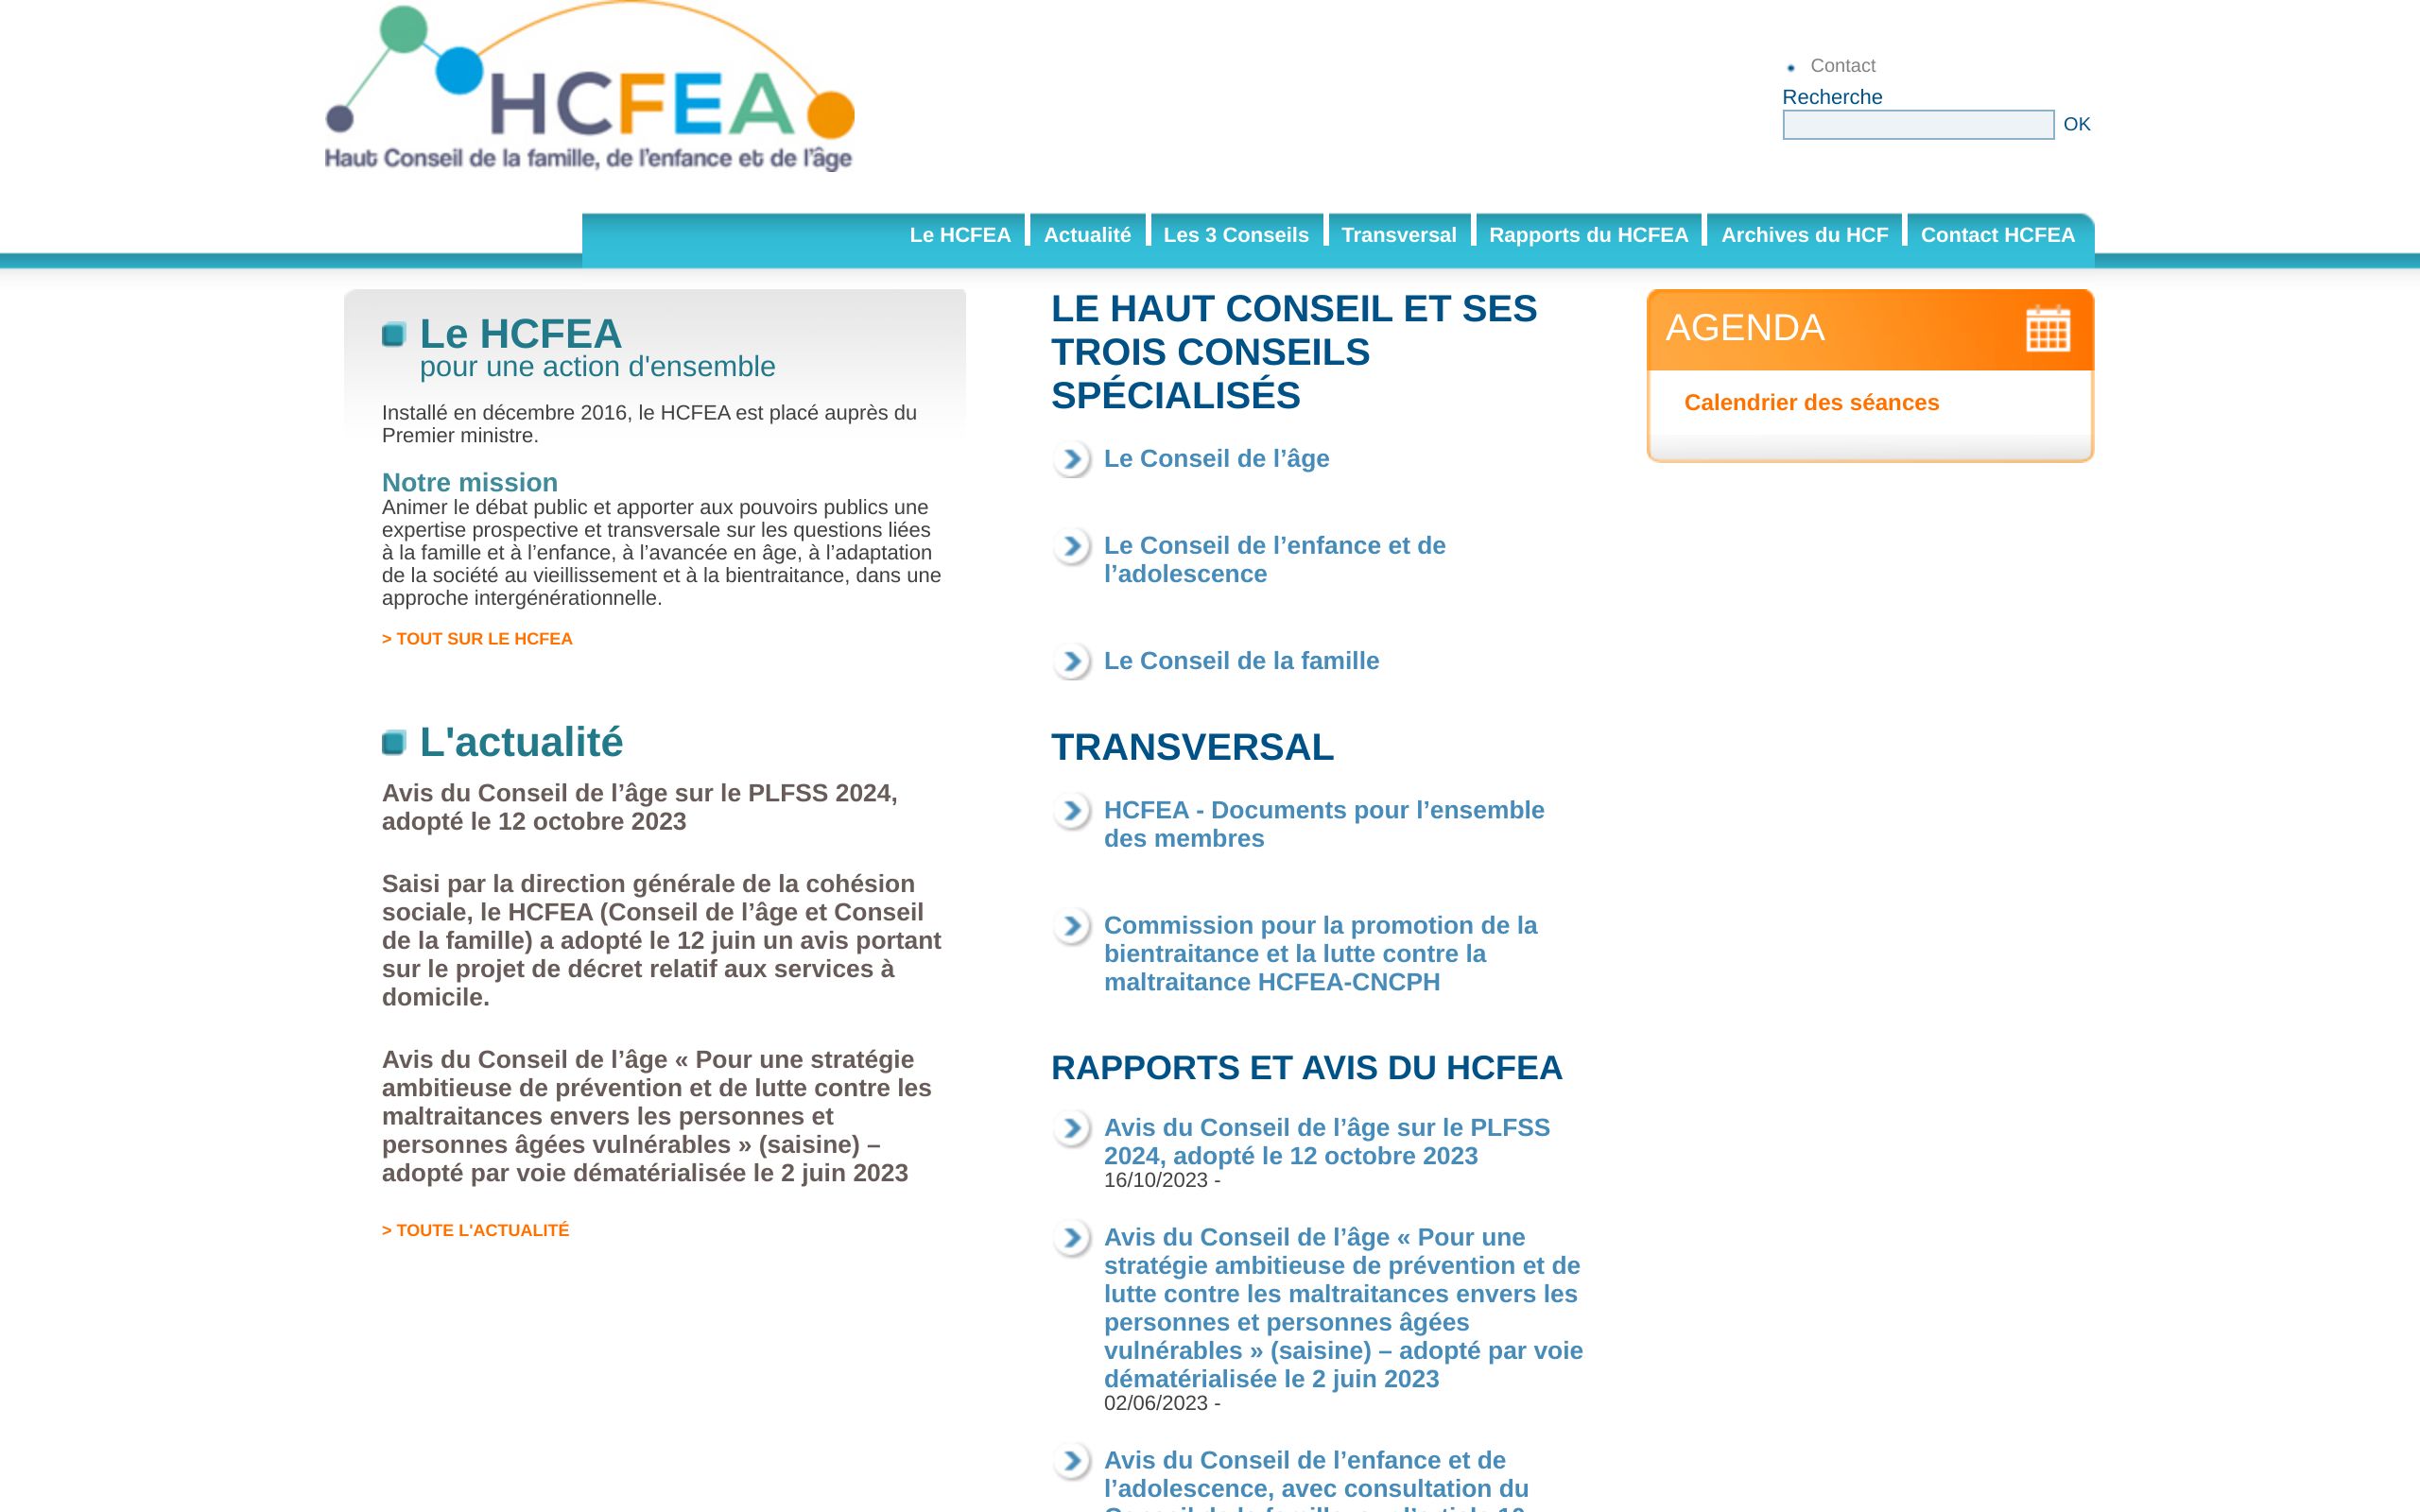 HCFEA
Haut Conseil de la famille, de l'enfance et de l'âge
Contact
Recherche
OK
Le HCFEA
Actualité
Les 3 Conseils
Transversal
Rapports du HCFEA
Archives du HCF
Contact HCFEA
Le HCFEA
pour une action d'ensemble
Installé en décembre 2016, le HCFEA est placé auprès du
Premier ministre.
Notre mission
Animer le débat public et apporter aux pouvoirs publics une
expertise prospective et transversale sur les questions liées
à la famille et à l’enfance, à l’avancée en âge, à l’adaptation
de la société au vieillissement et à la bientraitance, dans une
approche intergénérationnelle.
> TOUT SUR LE HCFEA
L'actualité
Avis du Conseil de l’âge sur le PLFSS 2024,
adopté le 12 octobre 2023
Saisi par la direction générale de la cohésion
sociale, le HCFEA (Conseil de l’âge et Conseil
de la famille) a adopté le 12 juin un avis portant
sur le projet de décret relatif aux services à
domicile.
Avis du Conseil de l’âge « Pour une stratégie
ambitieuse de prévention et de lutte contre les
maltraitances envers les personnes et
personnes âgées vulnérables » (saisine) –
adopté par voie dématérialisée le 2 juin 2023
> TOUTE L'ACTUALITÉ
LE HAUT CONSEIL ET SES
TROIS CONSEILS
SPÉCIALISÉS
Le Conseil de l’âge
Le Conseil de l’enfance et de
l’adolescence
Le Conseil de la famille
TRANSVERSAL
HCFEA - Documents pour l’ensemble
des membres
Commission pour la promotion de la
bientraitance et la lutte contre la
maltraitance HCFEA-CNCPH
RAPPORTS ET AVIS DU HCFEA
Avis du Conseil de l’âge sur le PLFSS
2024, adopté le 12 octobre 2023
16/10/2023 -
Avis du Conseil de l’âge « Pour une
stratégie ambitieuse de prévention et de
lutte contre les maltraitances envers les
personnes et personnes âgées
vulnérables » (saisine) – adopté par voie
dématérialisée le 2 juin 2023
02/06/2023 -
Avis du Conseil de l’enfance et de
l’adolescence, avec consultation du
AGENDA
Calendrier des séances